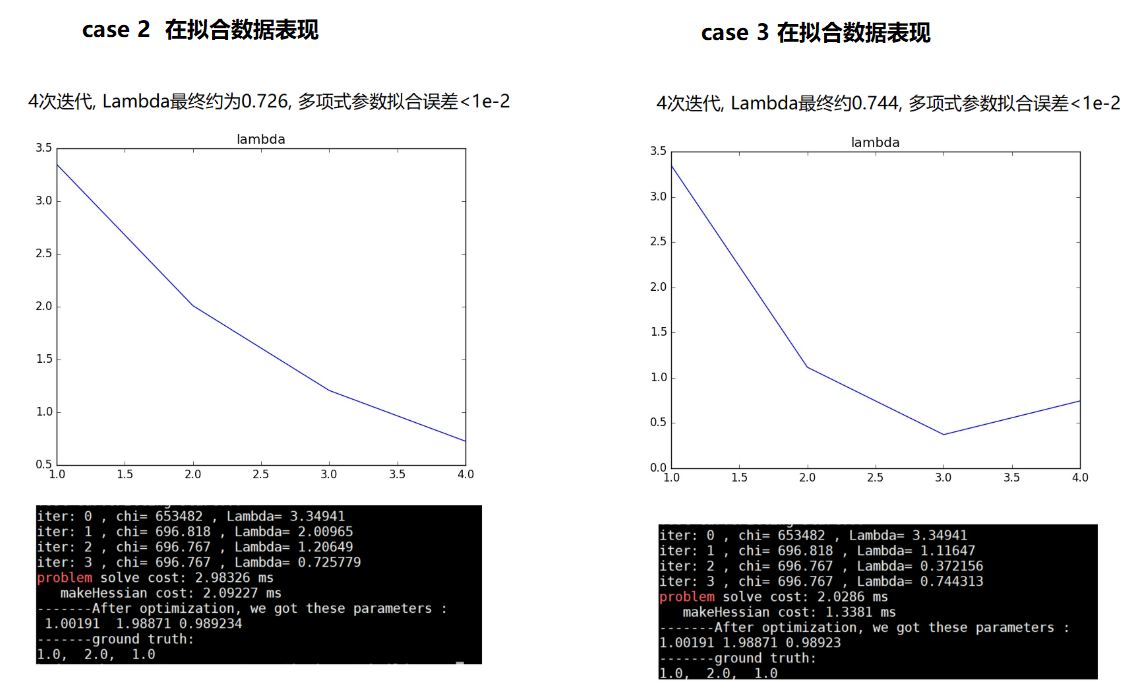 case 2  在拟合数据表现
4次迭代, Lambda最终约为0.726, 多项式参数拟合误差<1e-2
lambda
3.5
3.0
2.5
2.0
1.5
1.0
0.5
1.0 1.5 2.0 2.5 3.0 3.5 4.0
iter: 0 , chi= 653482 , Lambda= 3.34941
iter: 1 , chi= 696.818 , Lambda= 2.00965
iter: 2 , chi= 696.767 , Lambda= 1.20649
iter: 3 , chi= 696.767 , Lambda= 0.725779
problem solve cost: 2.98326 ms
makeHessian cost: 2.09227 ms
-------After optimization, we got these parameters :
1.00191  1.98871 0.989234
-------ground truth:
1.0,  2.0,  1.0
case 3 在拟合数据表现
4次迭代, Lambda最终约0.744, 多项式参数拟合误差<1e-2
lambda
3.5
3.0
2.5
2.0
1.5
1.0
0.5
0.0
1.0 1.5 2.0 2.5 3.0 3.5 4.0
iter: 0 , chi= 653482 , Lambda= 3.34941
iter: 1 , chi= 696.818 , Lambda= 1.11647
iter: 2 , chi= 696.767 , Lambda= 0.372156
iter: 3 , chi= 696.767 , Lambda= 0.744313
problem solve cost: 2.0286 ms
makeHessian cost: 1.3381 ms
-------After optimization, we got these parameters :
1.00191 1.98871 0.98923
-------ground truth:
1.0,  2.0,  1.0